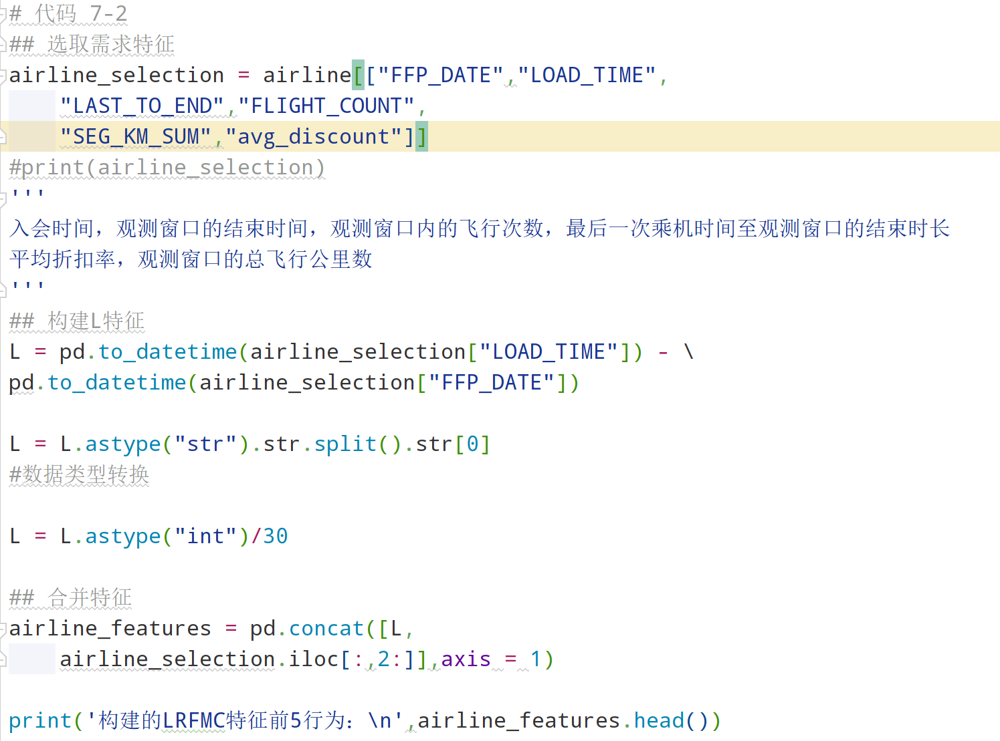 # 代码 7-2
## 选取需求特征
airline_selection = airline[["FFP_DATE","LOAD_TIME",
    "LAST_TO_END","FLIGHT_COUNT",
    "SEG_KM_SUM","avg_discount"]]
#print(airline_selection)
'''
入会时间，观测窗口的结束时间，观测窗口内的飞行次数，最后一次乘机时间至观测窗口的结束时长
平均折扣率，观测窗口的总飞行公里数
'''
## 构建L特征
L = pd.to_datetime(airline_selection["LOAD_TIME"]) - \
pd.to_datetime(airline_selection["FFP_DATE"])
L = L.astype("str").str.split().str[0]
#数据类型转换
L = L.astype("int")/30
## 合并特征
airline_features = pd.concat([L,
    airline_selection.iloc[:,2:]],axis = 1)
print('构建的LRFMC特征前5行为：\n',airline_features.head())